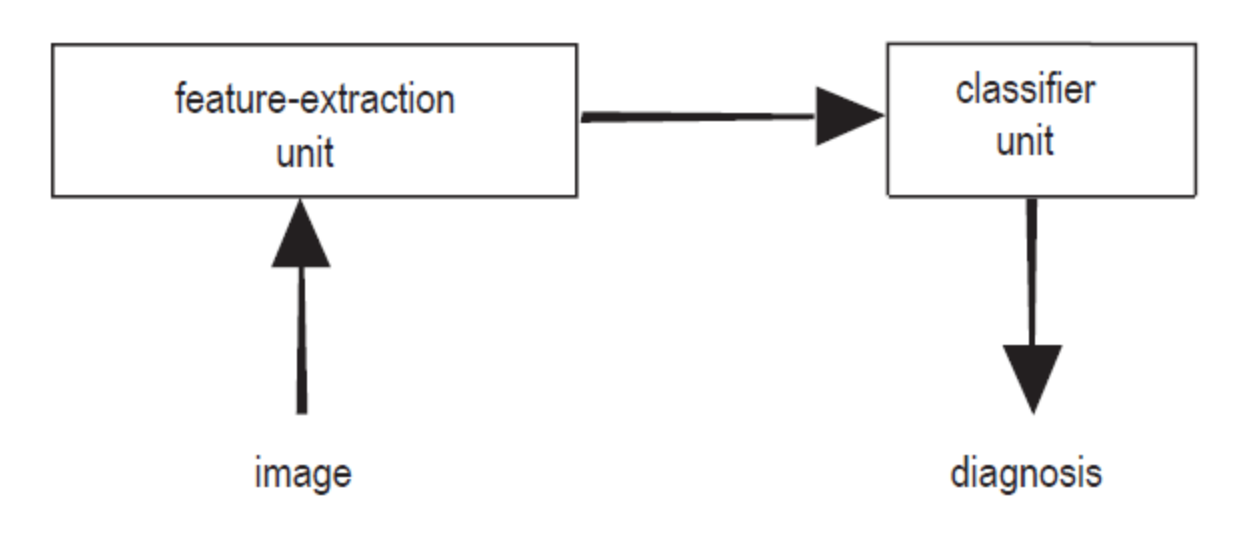 feature-extraction
unit
classifier
unit
image
diagnosis